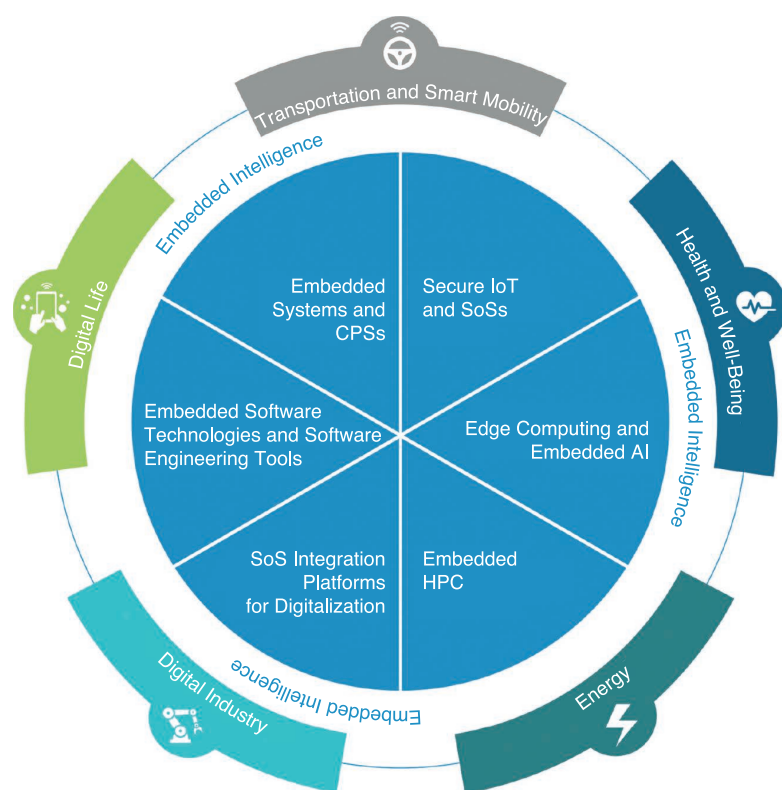 Transportation and Smart Mobility
Embedded Intelligence
Digital Life
Health and Well-Being
Embedded
Systems and
CPSs
Secure IoT
and SoSs
Embedded Software
Technologies and Software
Engineering Tools
Edge Computing and
Embedded AI
Embedded Intelligence
SoS Integration
Platforms
for Digitalization
Embedded
HPC
Embedded Intelligence
Digital Industry
Energy